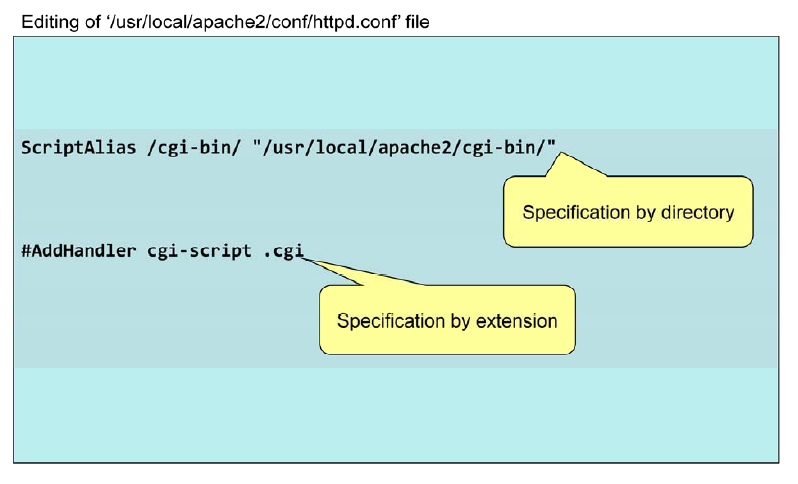 Editing of ‘/usr/local/apache2/conf/httpd.conf’ file
ScriptAlias /cgi-bin/ "/usr/local/apache2/cgi-bin/"
Specification by directory
#AddHandler cgi-script .cgi
Specification by extension